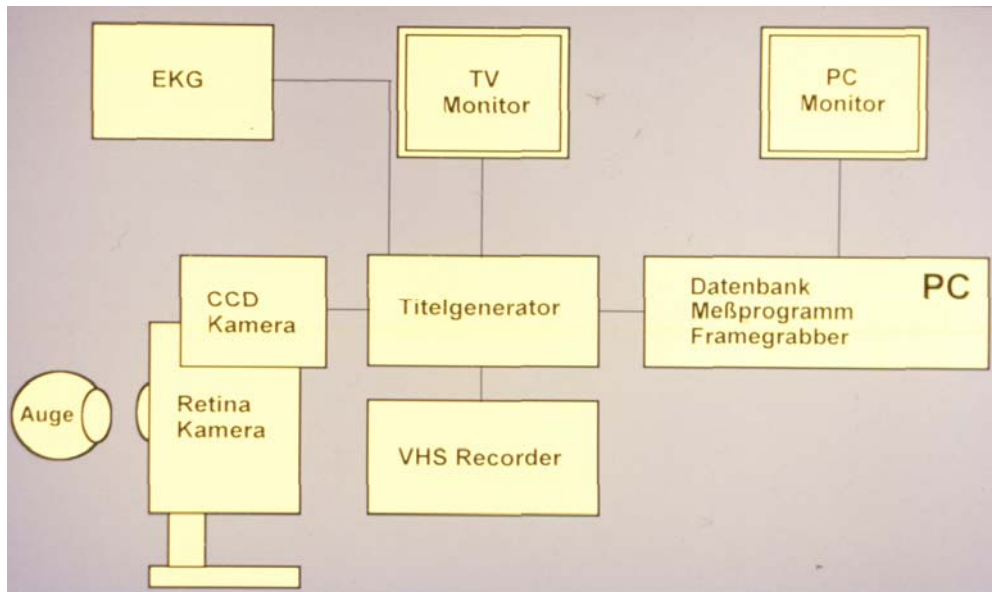 EKG
TV
Monitor
PC
Monitor
CCD
Kamera
Titelgenerator
Datenbank
Meßprogramm
Framegrabber
PC
Auge
Retina
Kamera
VHS Recorder